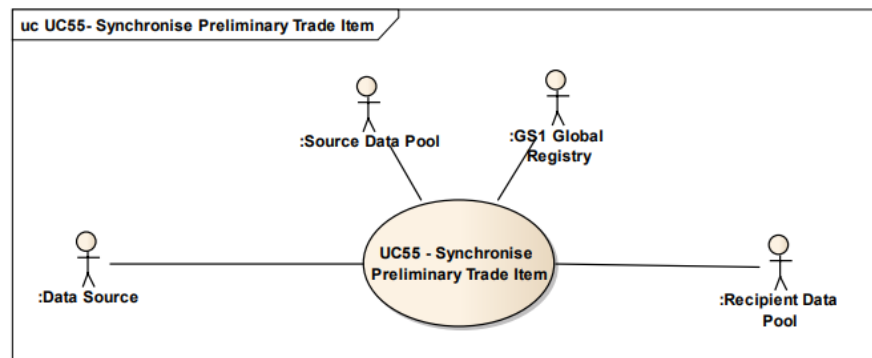 uc UC55- Synchronise Preliminary Trade Item
:Source Data Pool
:GS1 Global
Registry
UC55 - Synchronise
Preliminary Trade Item
:Data Source
:Recipient Data
Pool